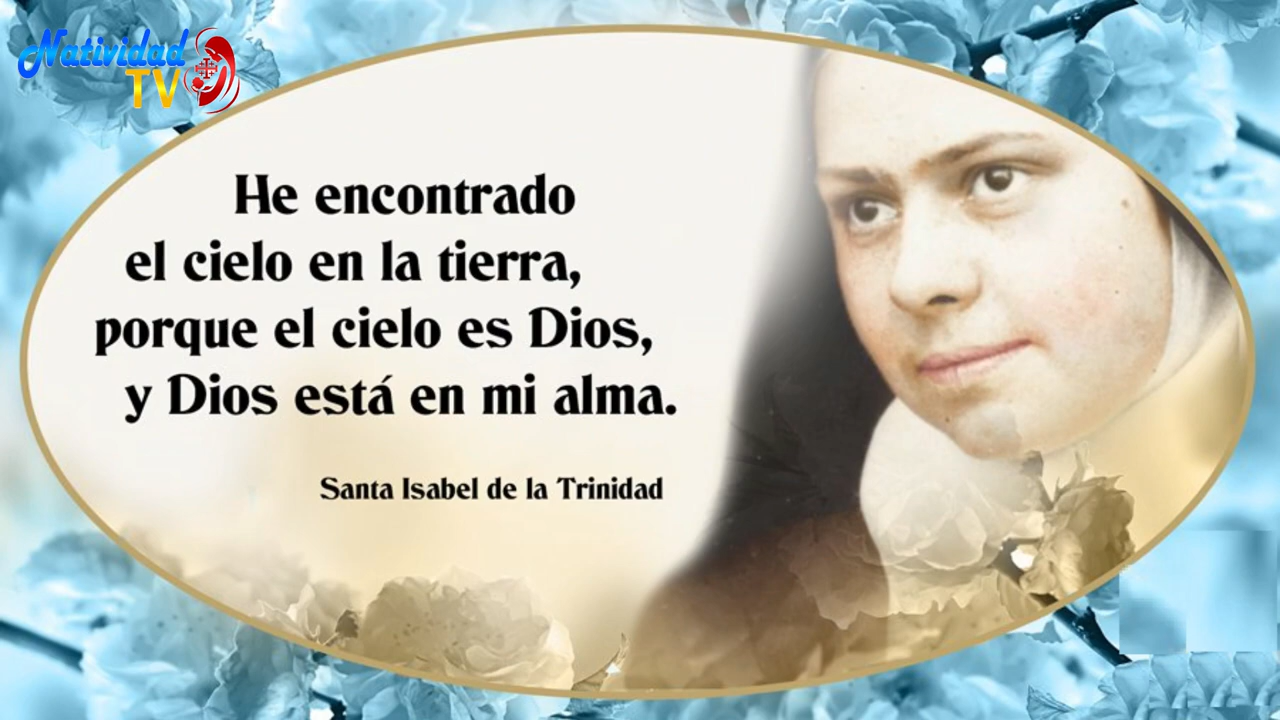 Natividad
TV
He encontrado
el cielo en la tierra,
porque el cielo es Dios,
y Dios está en mi alma.
Santa Isabel de la Trinidad